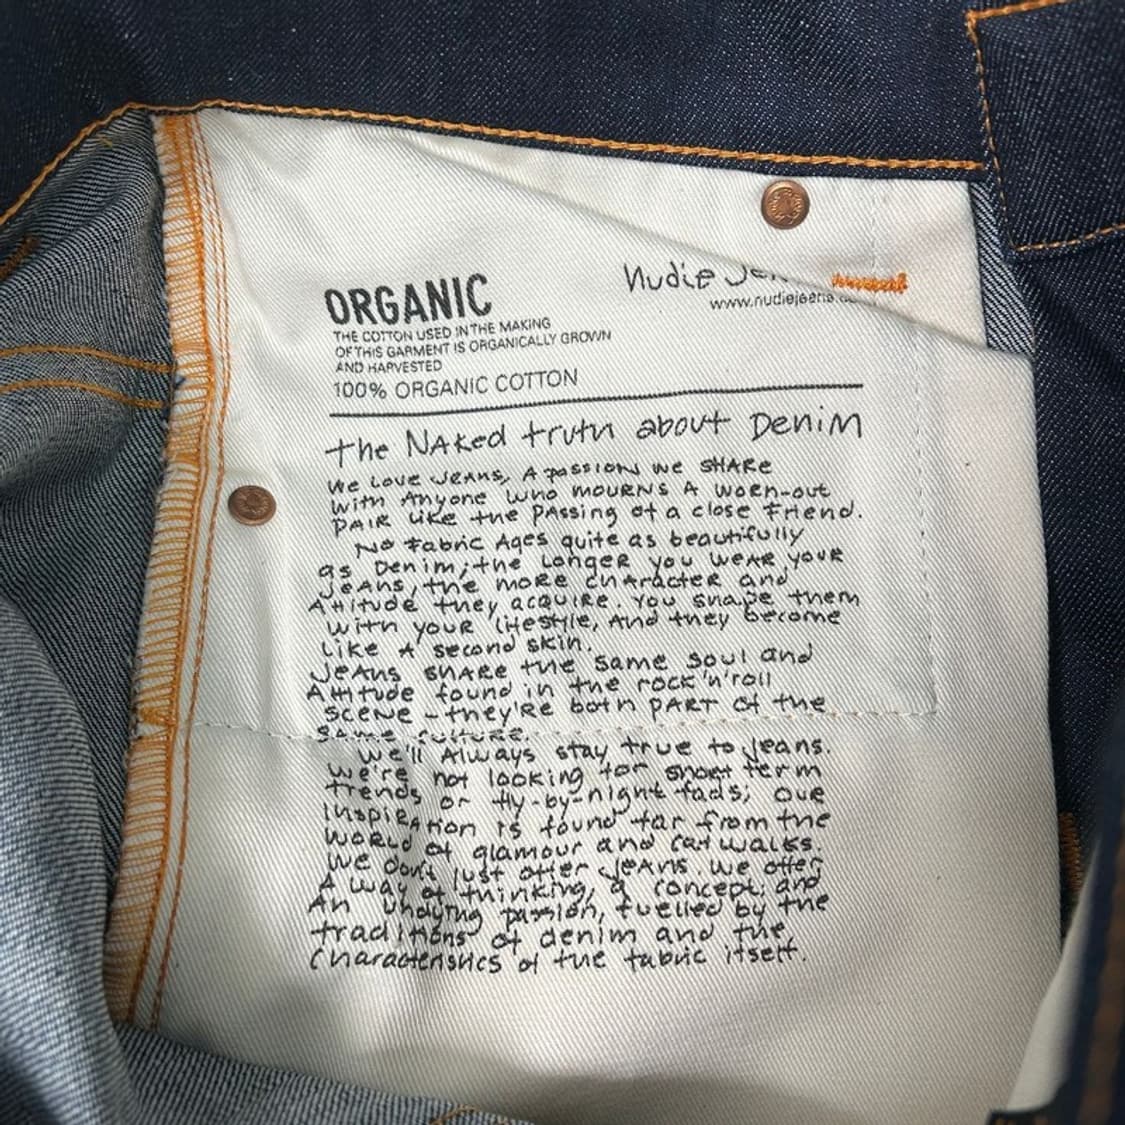 ORGANIC
THE COTTON USED IN THE MAKING
OF THIS GARMENT IS ORGANICALLY GROWN
AND HARVESTED
100% ORGANIC COTTON
Nudie Je
www.nudiejeans.c
the NAKed truth about Denim
We Love Jeans, A passion we SHARe
with Anyone who mourns A worn-out
PAIR like the passing of a close Friend.
No Fabric Ages quite as beautifully
as Denim; the Longer you weAR your
Jeans, the more chARacter and
Attitude they acquire. You shape them
with your lifestyle, And they become
Like A second skin.
Jeans shARe the same soul and
Attitude found in the rock'n'roll
scene - they're both pARt of the
same culture.
We'll Always stay true to Jeans.
we're not looking for short term
trends or fly-by-night fads; our
Inspiration is found far from the
world of glamour and catwalks.
We don't just offer Jeans. we offer
A way of thinking, a concept; and
An undying passion, fuelled by the
traditions of denim and the
characteristics of the fabric itself.